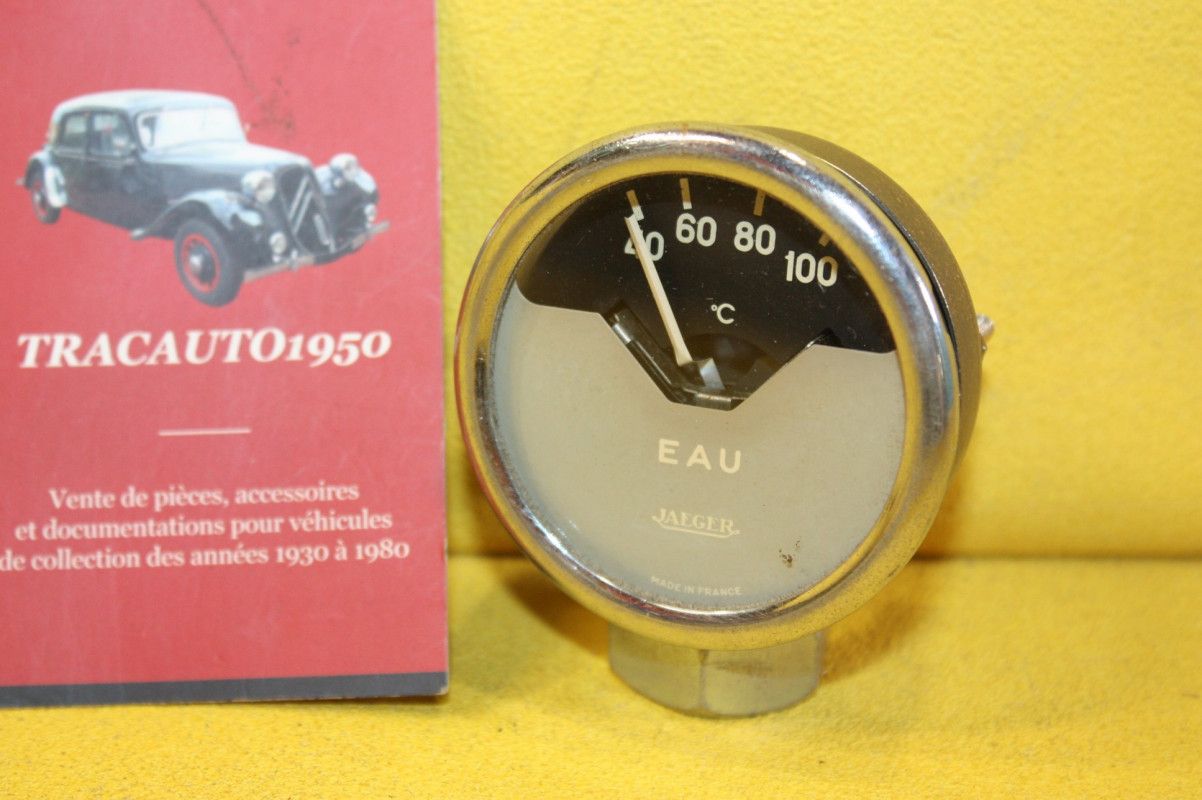 TRACAUTO1950
Vente de pièces, accessoires
et documentations pour véhicules
de collection des années 1930 à 1980
40 60 80 100
°C
EAU
JAEGER
MADE IN FRANCE